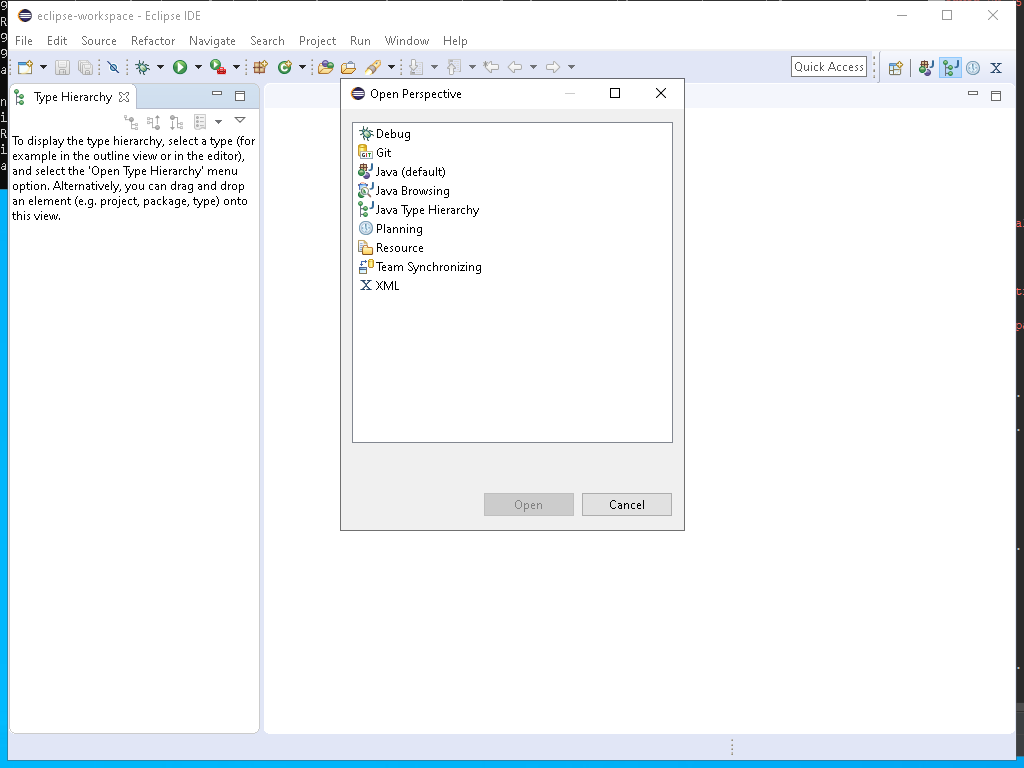 eclipse-workspace - Eclipse IDE
File Edit Source Refactor Navigate Search Project Run Window Help
Quick Access
Type Hierarchy
To display the type hierarchy, select a type (for
example in the outline view or in the editor),
and select the 'Open Type Hierarchy' menu
option. Alternatively, you can drag and drop
an element (e.g. project, package, type) onto
this view.
Open Perspective
Debug
Git
Java (default)
Java Browsing
Java Type Hierarchy
Planning
Resource
Team Synchronizing
XML
Open Cancel